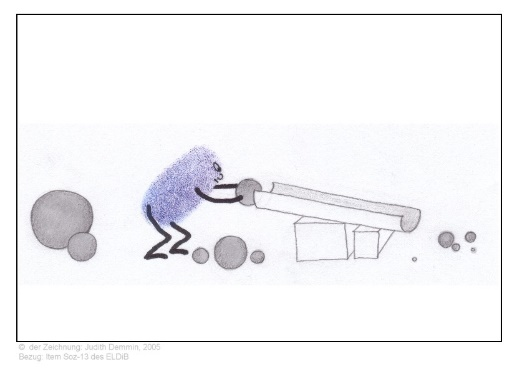 © der Zeichnung: Judith Demmin, 2005
Bezug: Item Soz-13 des ELDiB